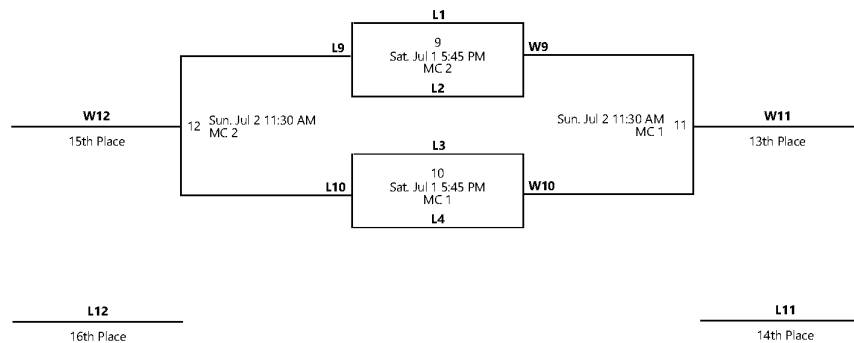 L1
L9
9
Sat. Jul 1 5:45 PM
MC 2
W9
L2
W12
15th Place
12
Sun. Jul 2 11:30 AM
MC 2
Sun. Jul 2 11:30 AM
MC 1
11
W11
13th Place
L3
L10
10
Sat. Jul 1 5:45 PM
MC 1
W10
L4
L12
16th Place
L11
14th Place